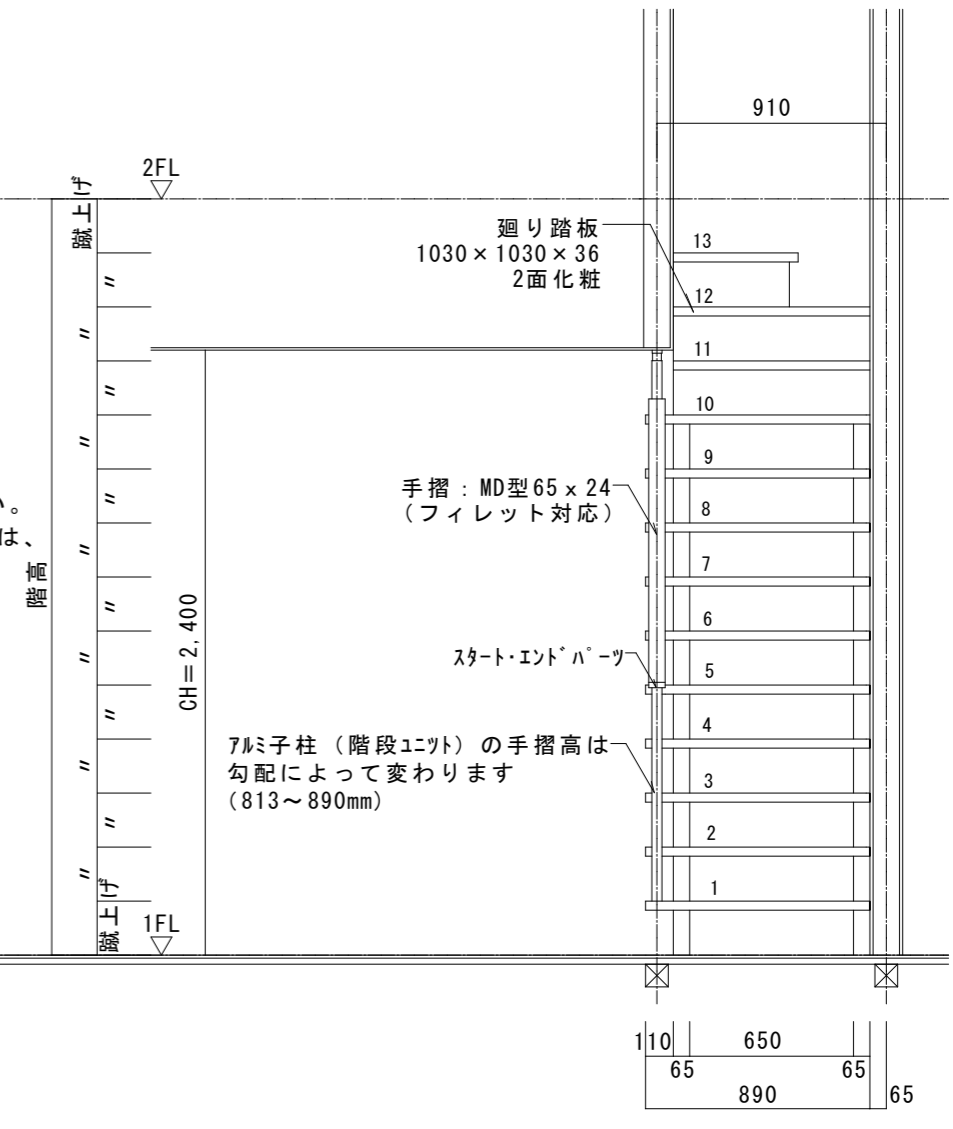 910
2FL
蹴上げ
廻り踏板
1030×1030×36
2面化粧
13
〃
12
〃
11
〃
10
〃
9
手摺：MD型65x24
（フィレット対応）
〃
8
。
は、
〃
階高
7
〃
6
CH＝2,400
〃
ｽﾀｰﾄ･ｴﾝﾄﾞﾊﾟｰﾂ
5
〃
4
ｱﾙﾐ子柱（階段ﾕﾆｯﾄ）の手摺高は
勾配によって変わります
(813～890mm)
〃
3
〃
2
〃
1
蹴上げ
1FL
110
650
65
65
890
65